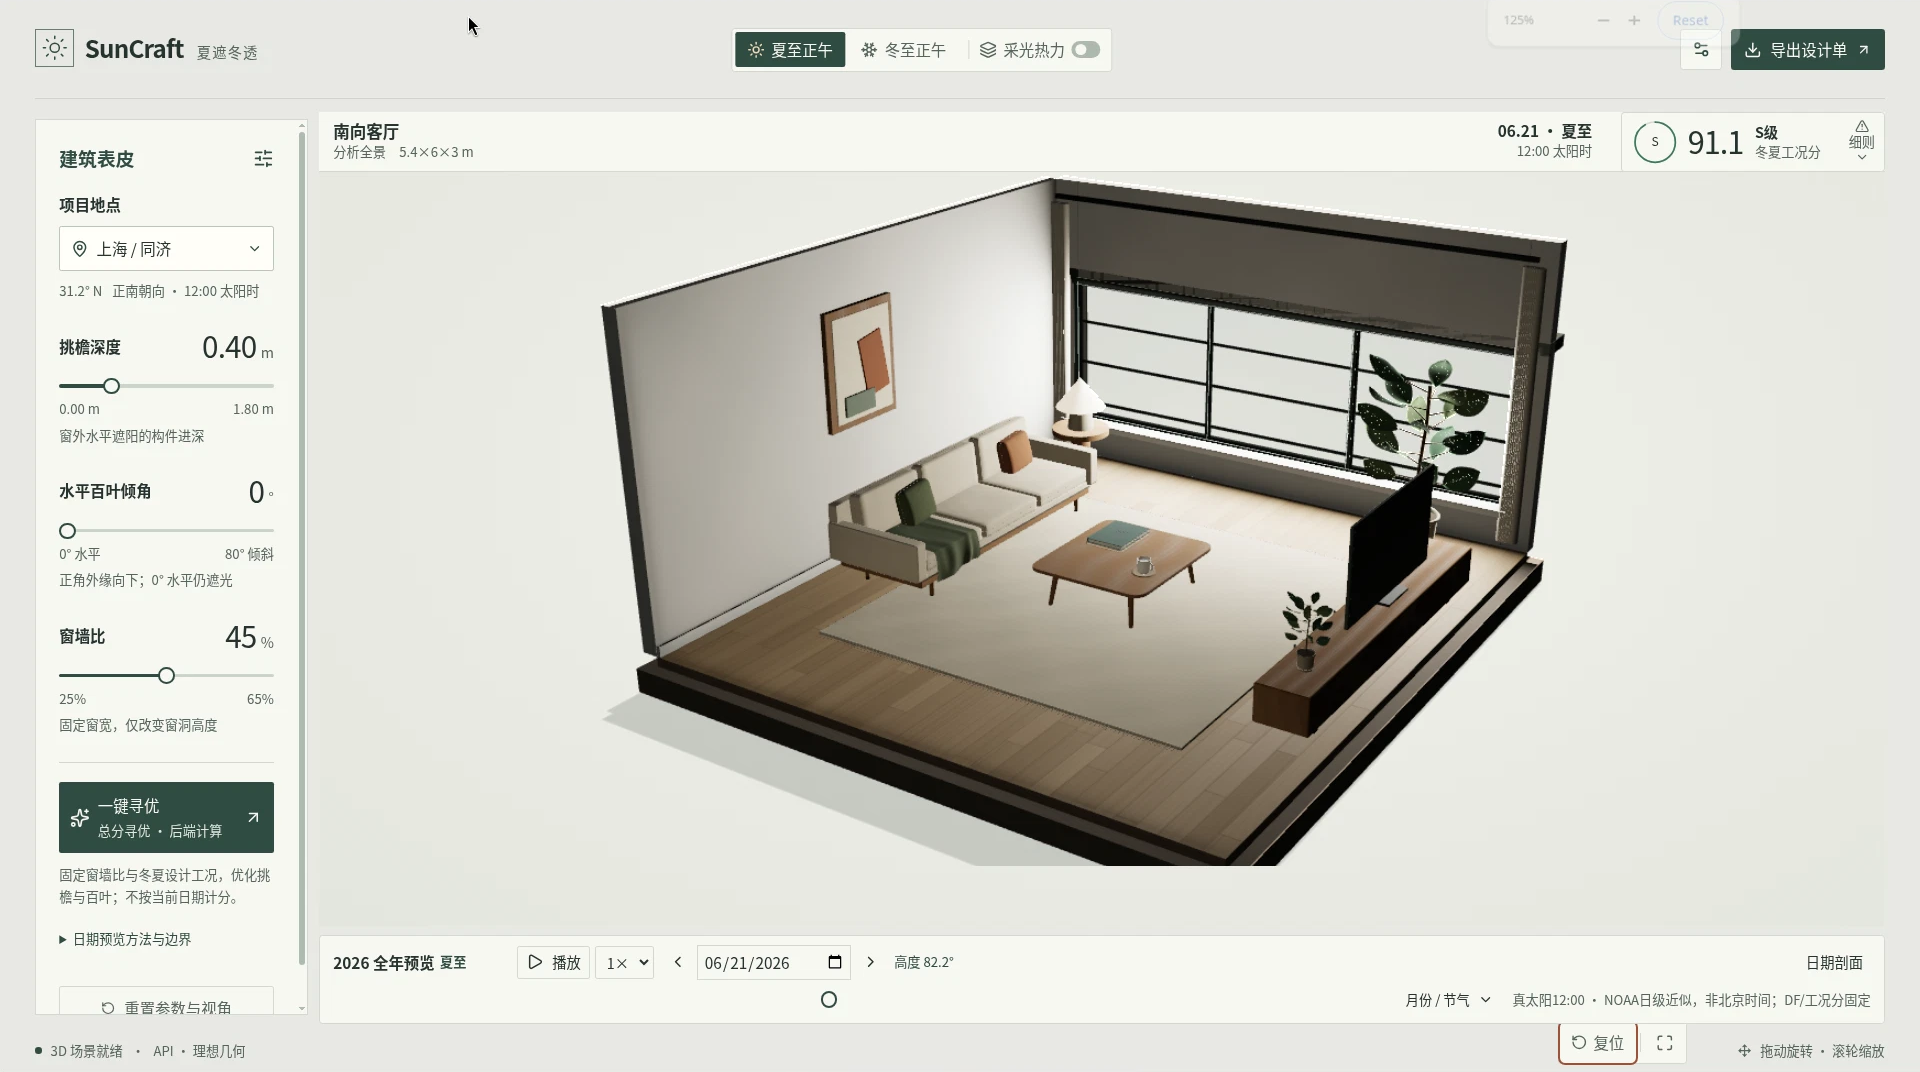 SunCraft 夏遮冬透
夏至正午 冬至正午 采光热力
125% − + Reset
导出设计单
建筑表皮
项目地点
上海 / 同济
31.2° N 正南朝向 · 12:00 太阳时
挑檐深度 0.40 m
0.00 m 1.80 m
窗外水平遮阳的构件进深
水平百叶倾角 0 °
0° 水平 80° 倾斜
正角外缘向下；0° 水平仍遮光
窗墙比 45 %
25% 65%
固定窗宽，仅改变窗洞高度
一键寻优
总分寻优 · 后端计算
固定窗墙比与冬夏设计工况，优化挑
檐与百叶；不按当前日期计分。
日期预览方法与边界
重置参数与视角
南向客厅
分析全景 5.4×6×3 m
06.21 · 夏至
12:00 太阳时
S 91.1 S级
冬夏工况分
细则
2026 全年预览 夏至 播放 1× 06/21/2026 高度 82.2° 日期剖面
月份 / 节气 真太阳12:00 · NOAA日级近似，非北京时间；DF/工况分固定
3D 场景就绪 · API · 理想几何
复位
拖动旋转 · 滚轮缩放